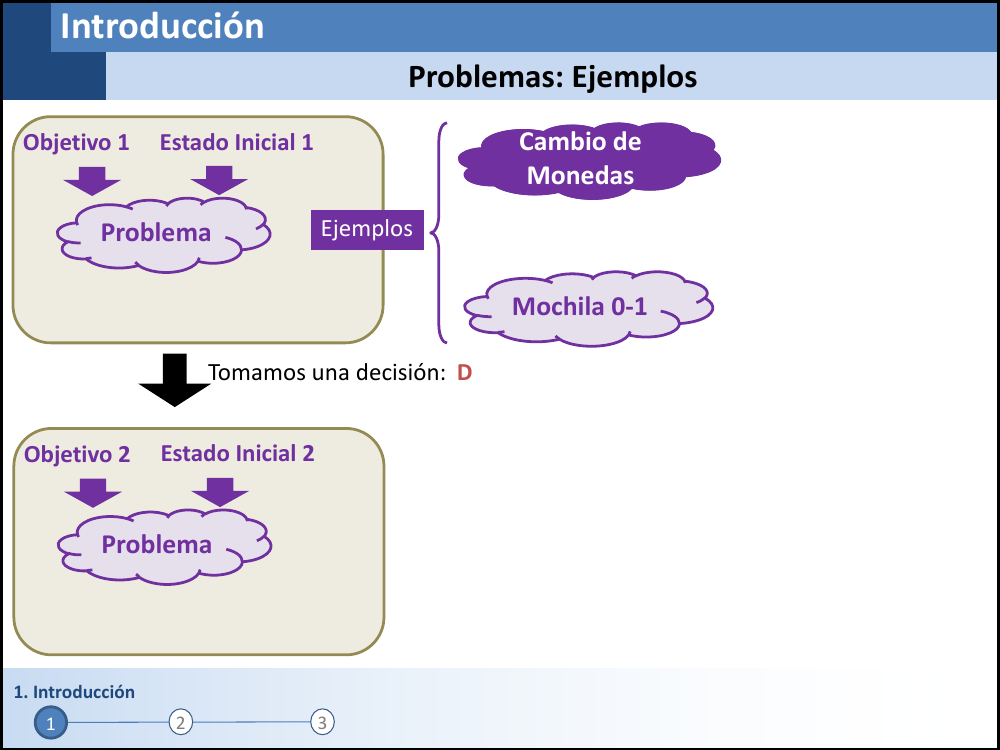 Introducción
Problemas: Ejemplos
Objetivo 1
Estado Inicial 1
Problema
Ejemplos
Cambio de
Monedas
Mochila 0-1
Tomamos una decisión: D
Objetivo 2
Estado Inicial 2
Problema
1. Introducción
1
2
3